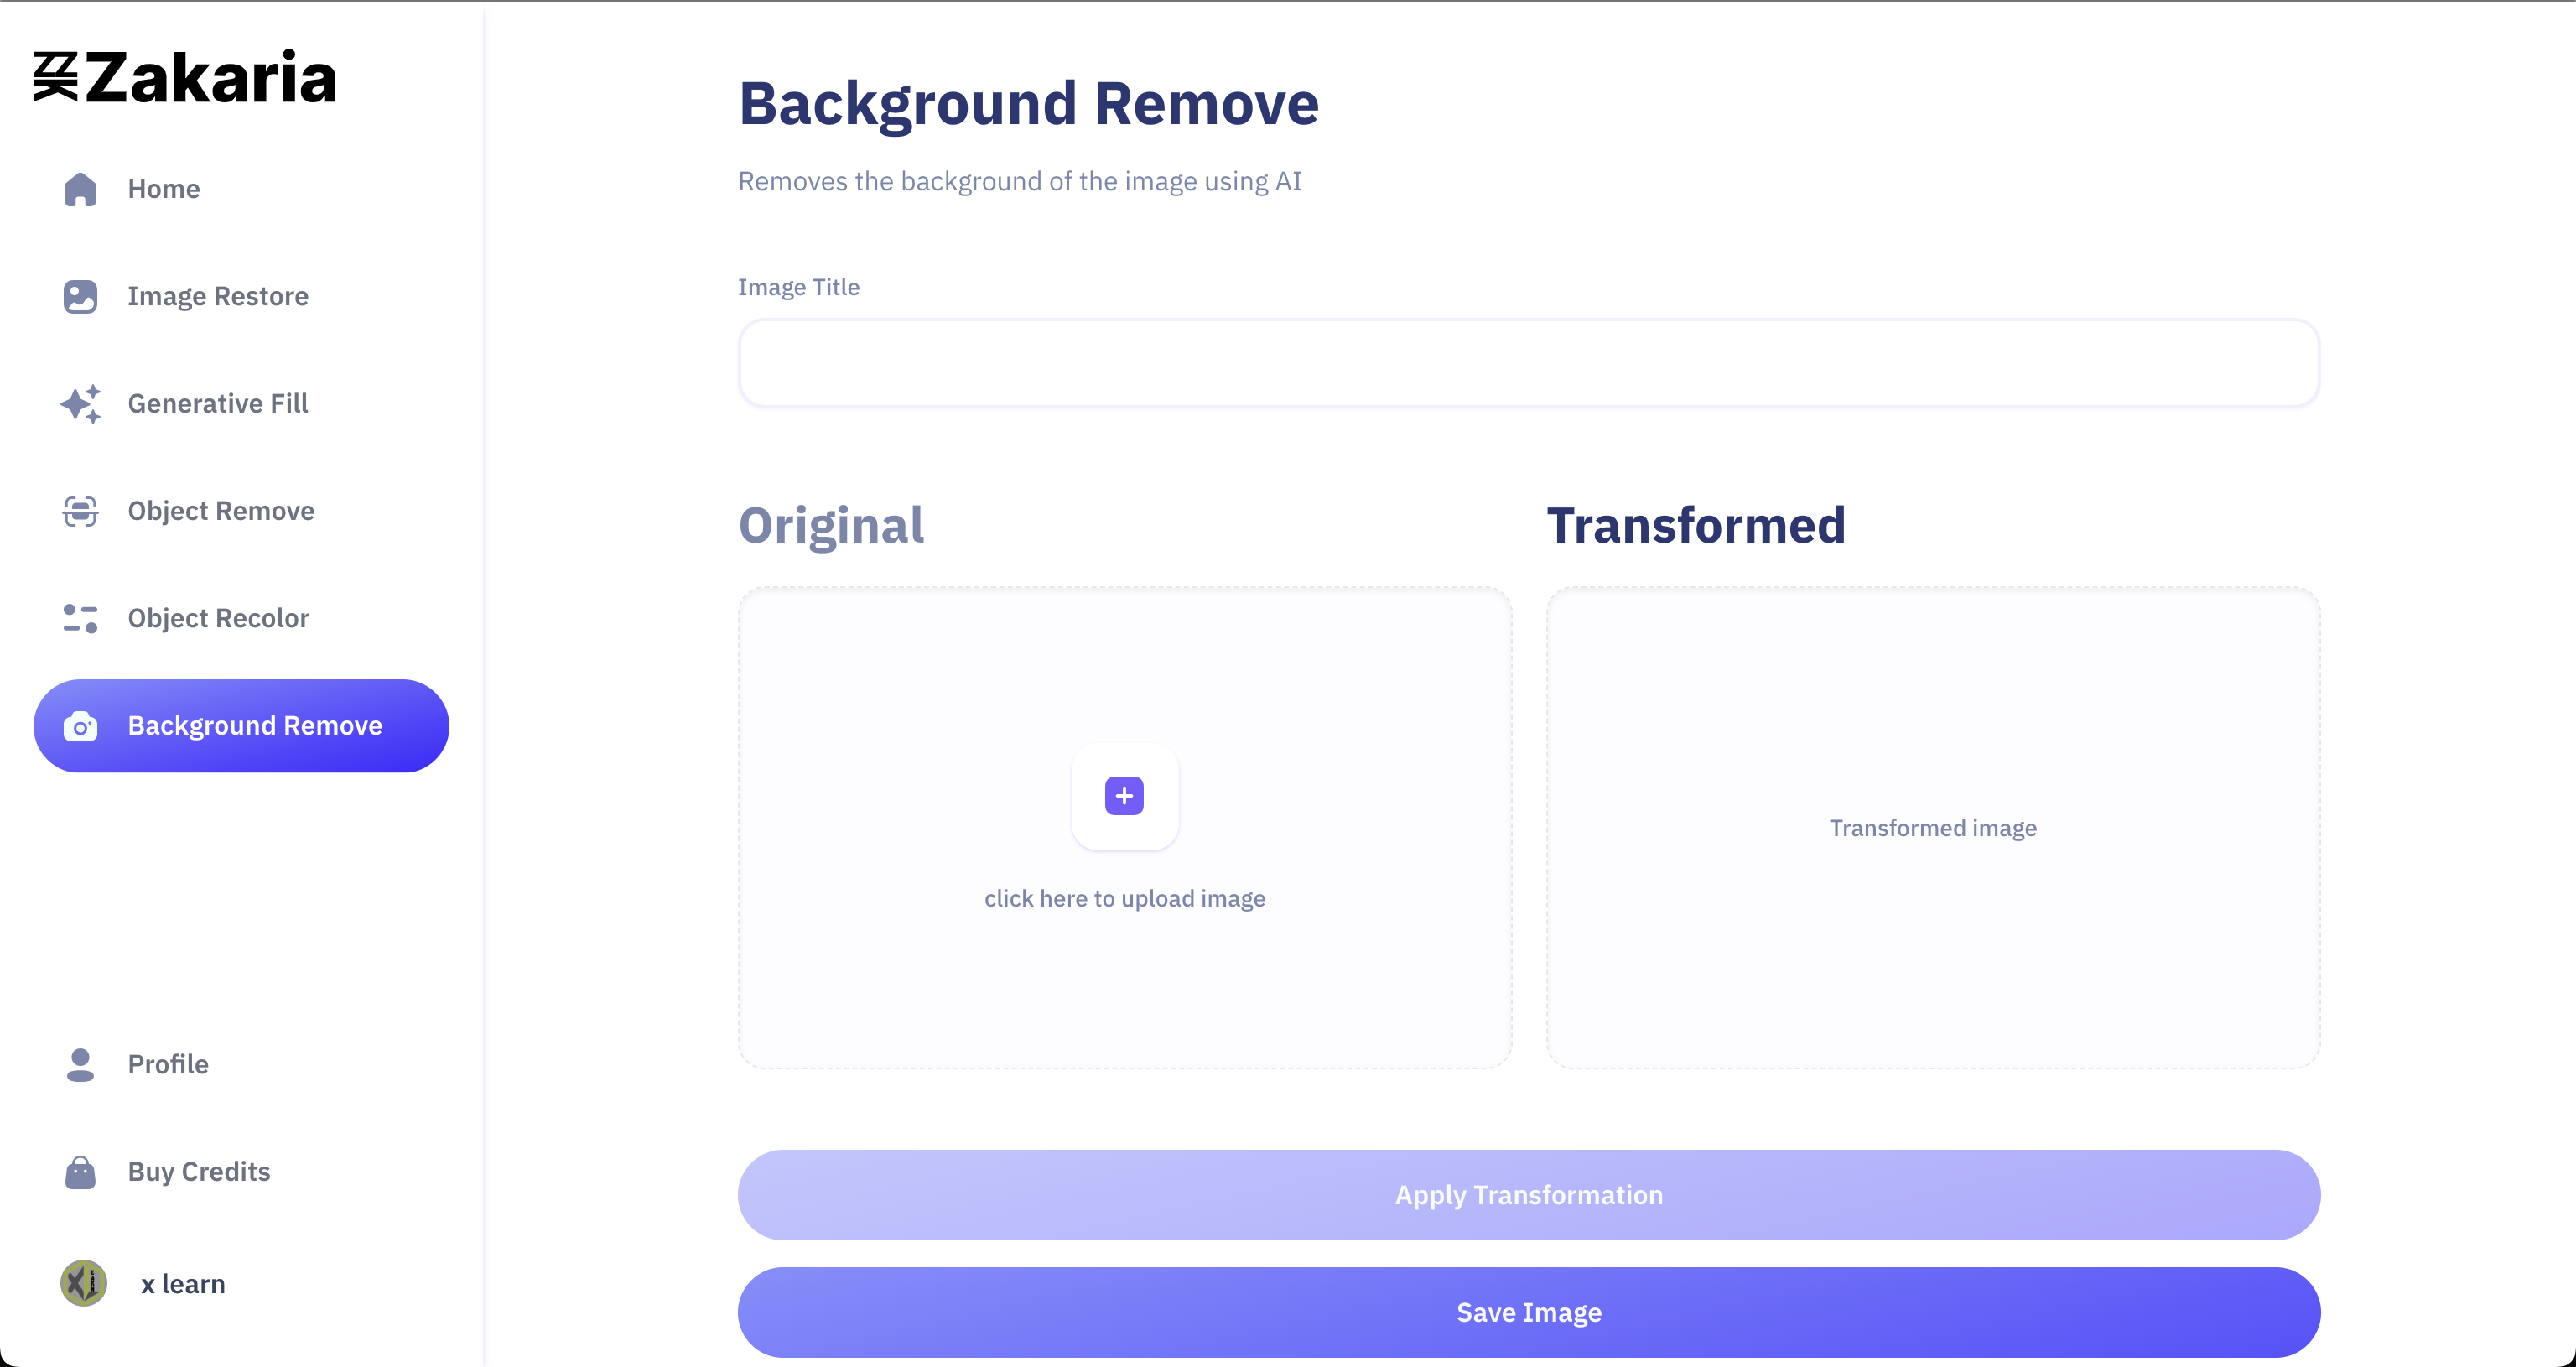 Zakaria
Home
Image Restore
Generative Fill
Object Remove
Object Recolor
Background Remove
Profile
Buy Credits
x learn
Background Remove
Removes the background of the image using AI
Image Title
Original
Transformed
click here to upload image
Transformed image
Apply Transformation
Save Image